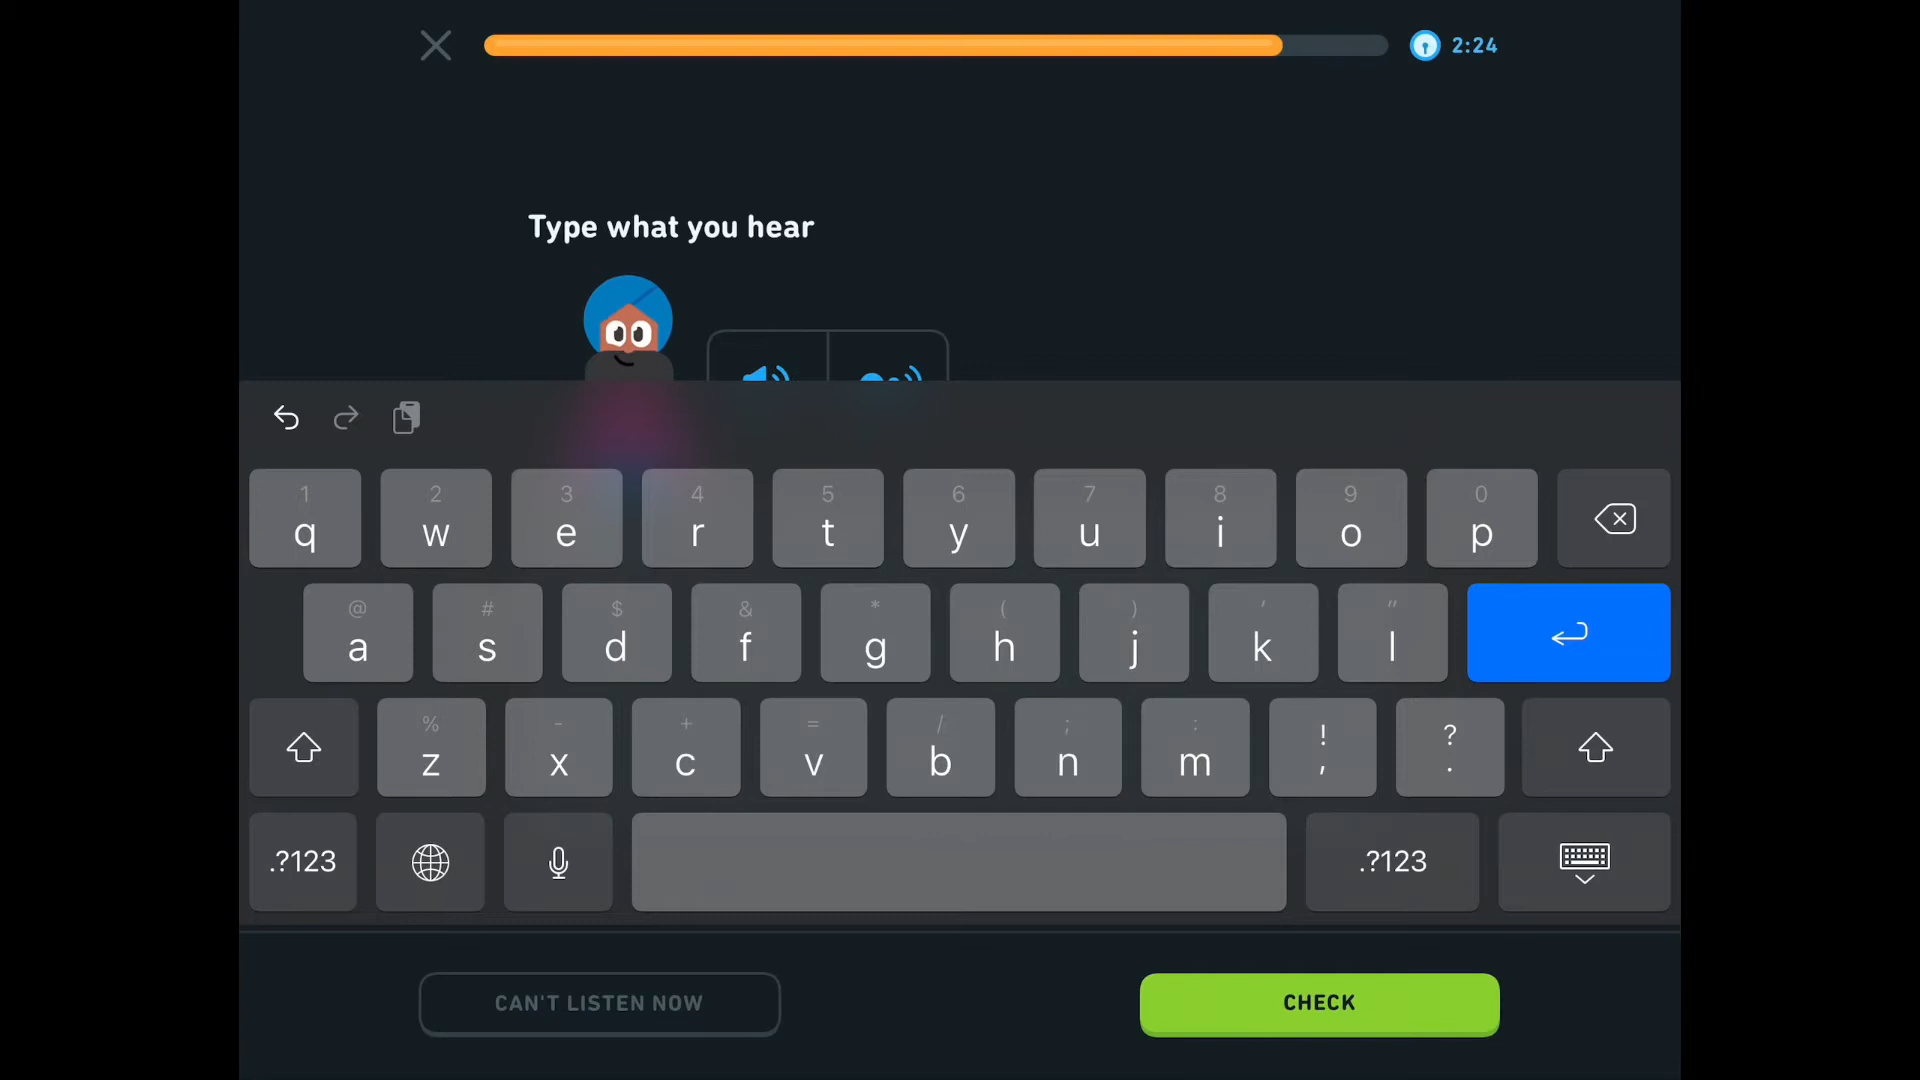 2:24
Type what you hear
1 2 3 4 5 6 7 8 9 0
q w e r t y u i o p
@ # $ & * ( ) ' "
a s d f g h j k l
% - + = / ; : ! ?
z x c v b n m , .
.?123 .?123
CAN'T LISTEN NOW CHECK